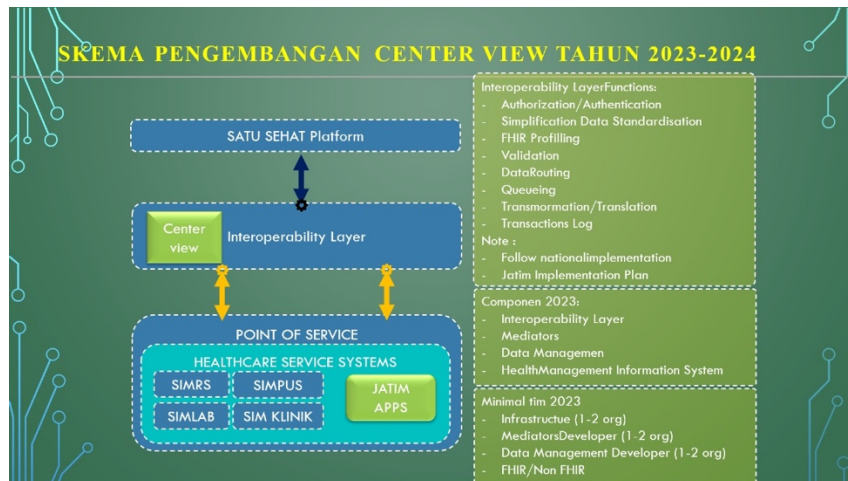 SKEMA PENGEMBANGAN CENTER VIEW TAHUN 2023-2024
SATU SEHAT Platform
Center
view
Interoperability Layer
POINT OF SERVICE
HEALTHCARE SERVICE SYSTEMS
SIMRS
SIMPUS
SIMLAB
SIM KLINIK
JATIM
APPS
Interoperability LayerFunctions:
- Authorization/Authentication
- Simplification Data Standardisation
- FHIR Profilling
- Validation
- DataRouting
- Queueing
- Transmormation/Translation
- Transactions Log
Note :
- Follow nationalimplementation
- Jatim Implementation Plan
Componen 2023:
- Interoperability Layer
- Mediators
- Data Managemen
- HealthManagement Information System
Minimal tim 2023
- Infrastructue (1-2 org)
- MediatorsDeveloper (1-2 org)
- Data Management Developer (1-2 org)
- FHIR/Non FHIR